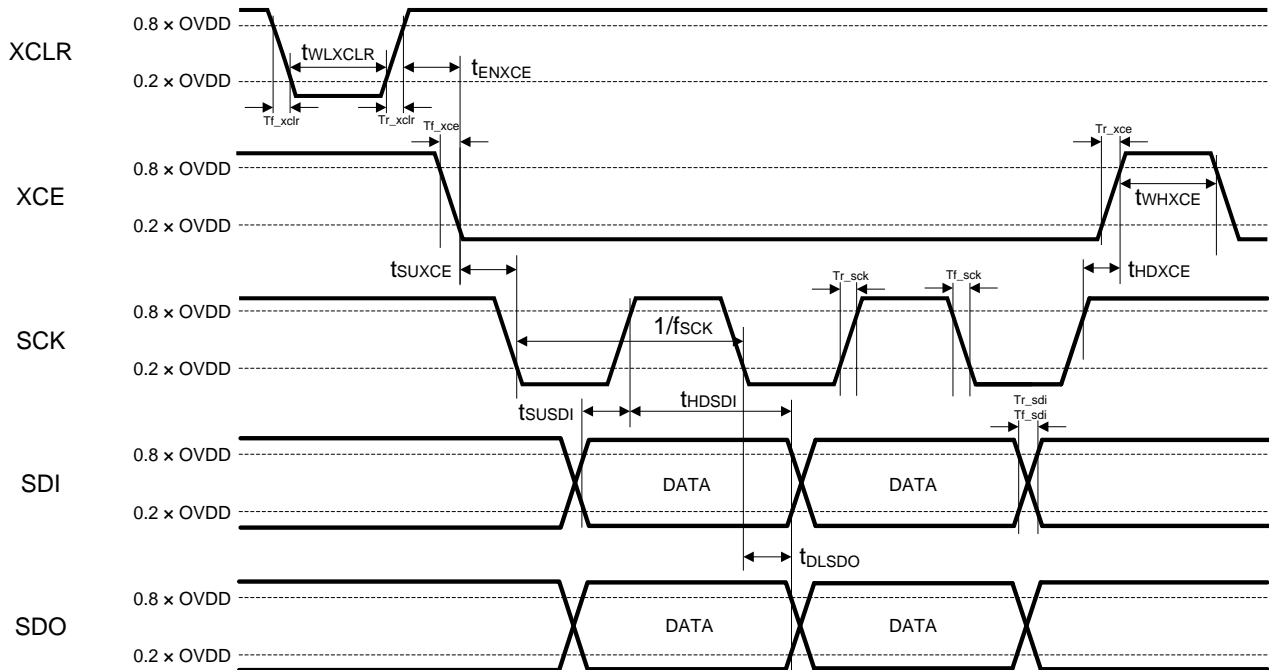 XCLR
0.8 × OVDD
0.2 × OVDD
tWLXCLR
tENXCE
Tf_xclr
Tr_xclr
Tf_xce
Tr_xce
XCE
0.8 × OVDD
0.2 × OVDD
tWHXCE
tSUXCE
tHDXCE
Tr_sck
Tf_sck
SCK
0.8 × OVDD
0.2 × OVDD
1/fSCK
tSUSDI
tHDSDI
Tr_sdi
Tf_sdi
SDI
0.8 × OVDD
0.2 × OVDD
DATA
DATA
tDLSDO
SDO
0.8 × OVDD
0.2 × OVDD
DATA
DATA